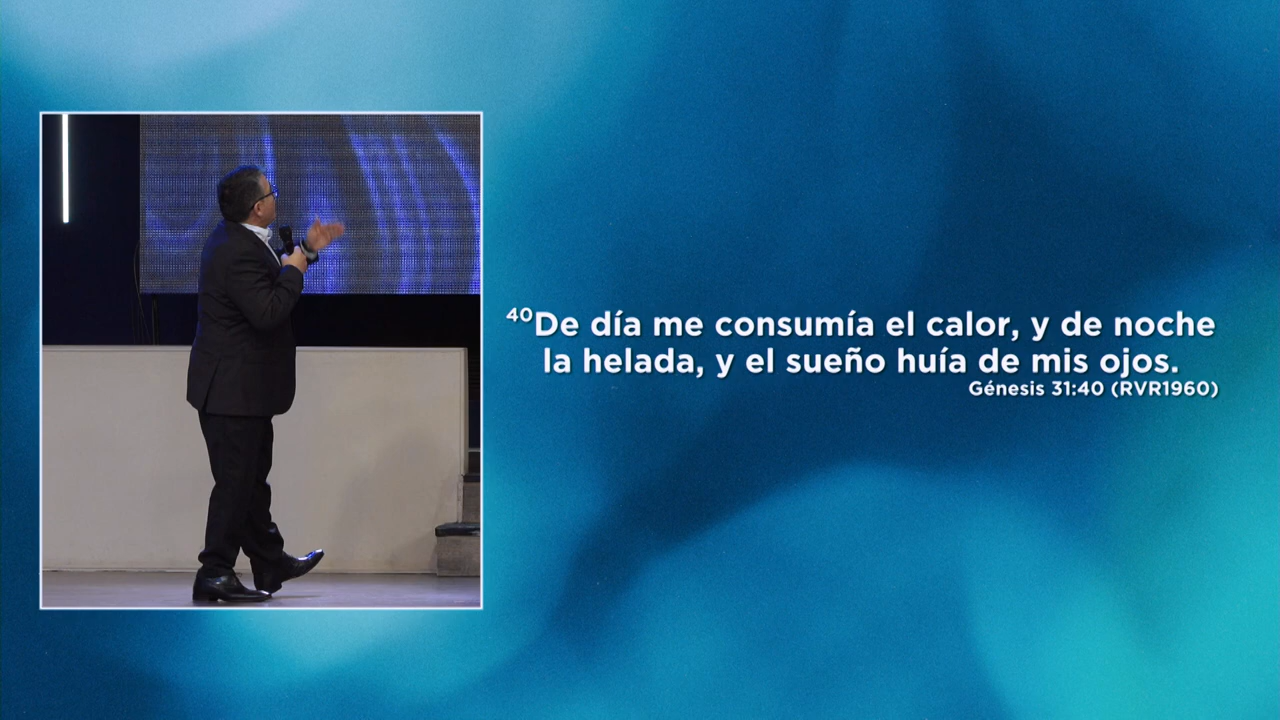 ⁴⁰De día me consumía el calor, y de noche
la helada, y el sueño huía de mis ojos.
Génesis 31:40 (RVR1960)